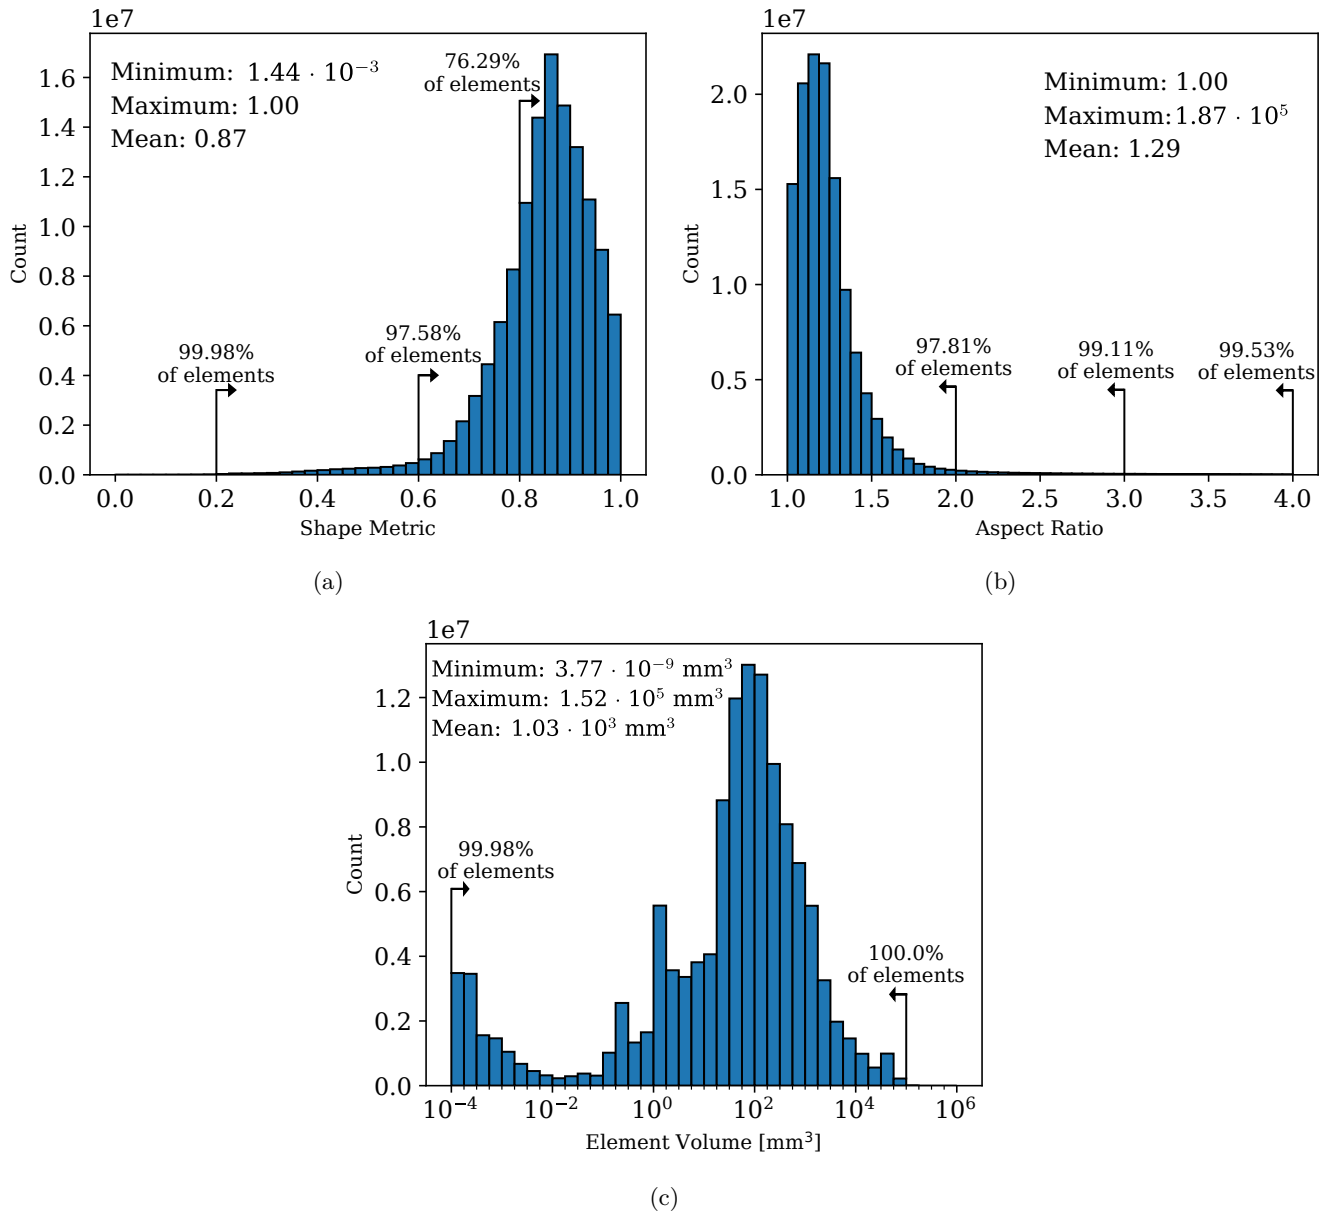 1e7
Minimum: 1.44 · 10⁻³
Maximum: 1.00
Mean: 0.87
76.29%
of elements
97.58%
of elements
99.98%
of elements
Count
1.6
1.4
1.2
1.0
0.8
0.6
0.4
0.2
0.0
0.0 0.2 0.4 0.6 0.8 1.0
Shape Metric
(a)
1e7
Minimum: 1.00
Maximum: 1.87 · 10⁵
Mean: 1.29
97.81%
of elements
99.11%
of elements
99.53%
of elements
Count
2.0
1.5
1.0
0.5
0.0
1.0 1.5 2.0 2.5 3.0 3.5 4.0
Aspect Ratio
(b)
1e7
Minimum: 3.77 · 10⁻⁹ mm³
Maximum: 1.52 · 10⁵ mm³
Mean: 1.03 · 10³ mm³
99.98%
of elements
100.0%
of elements
Count
1.2
1.0
0.8
0.6
0.4
0.2
0.0
10⁻⁴ 10⁻² 10⁰ 10² 10⁴ 10⁶
Element Volume [mm³]
(c)